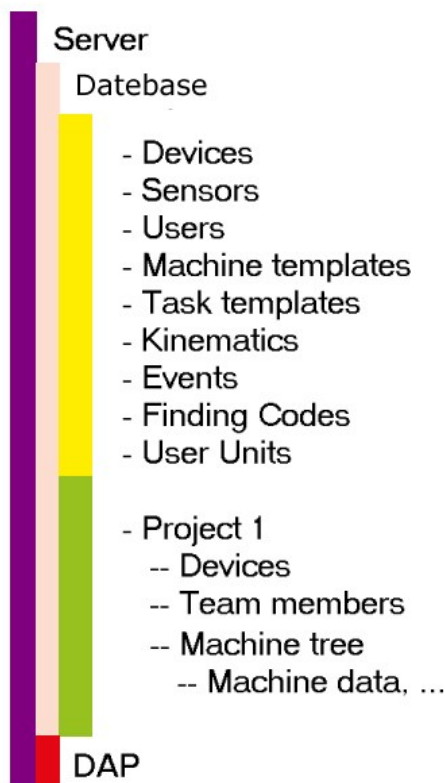 Server
Datebase
- Devices
- Sensors
- Users
- Machine templates
- Task templates
- Kinematics
- Events
- Finding Codes
- User Units
- Project 1
-- Devices
-- Team members
-- Machine tree
-- Machine data, ...
DAP